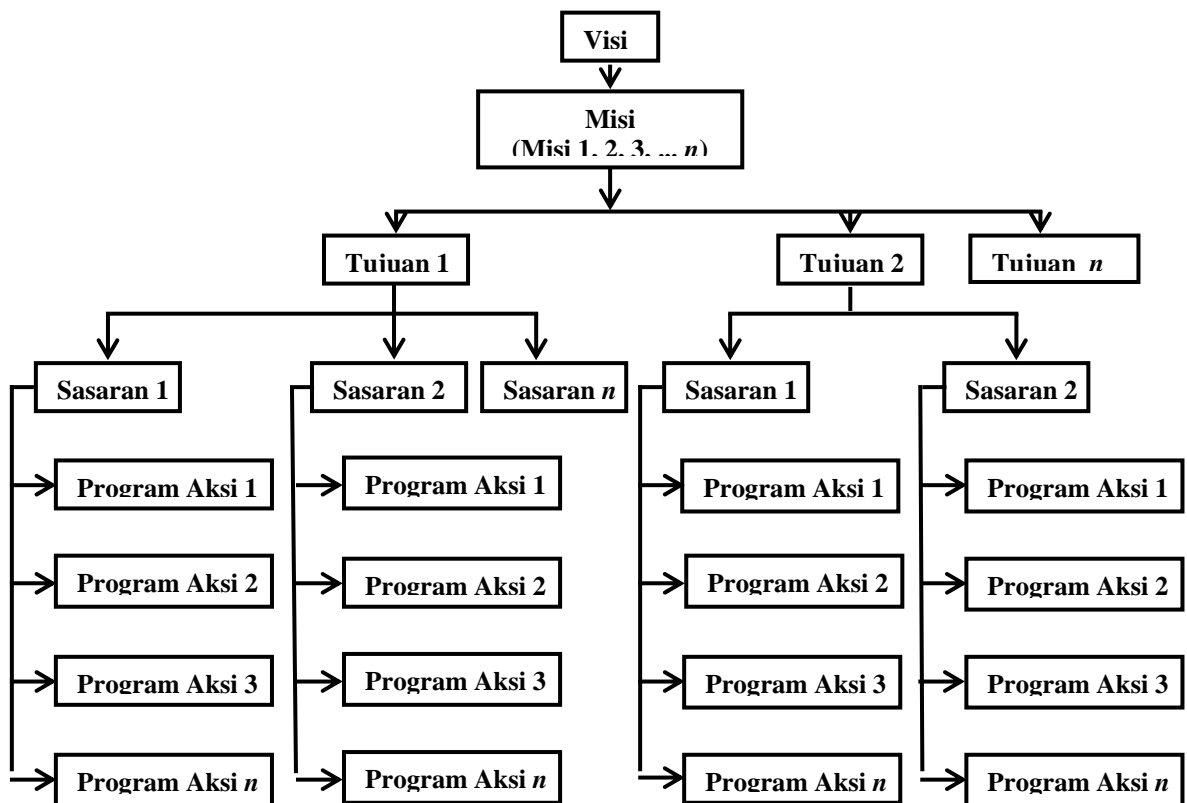 Visi
Misi
(Misi 1, 2, 3, ... n)
Tujuan 1
Tujuan 2
Tujuan n
Sasaran 1
Sasaran 2
Sasaran n
Sasaran 1
Sasaran 2
Program Aksi 1
Program Aksi 1
Program Aksi 1
Program Aksi 1
Program Aksi 2
Program Aksi 2
Program Aksi 2
Program Aksi 2
Program Aksi 3
Program Aksi 3
Program Aksi 3
Program Aksi 3
Program Aksi n
Program Aksi n
Program Aksi n
Program Aksi n